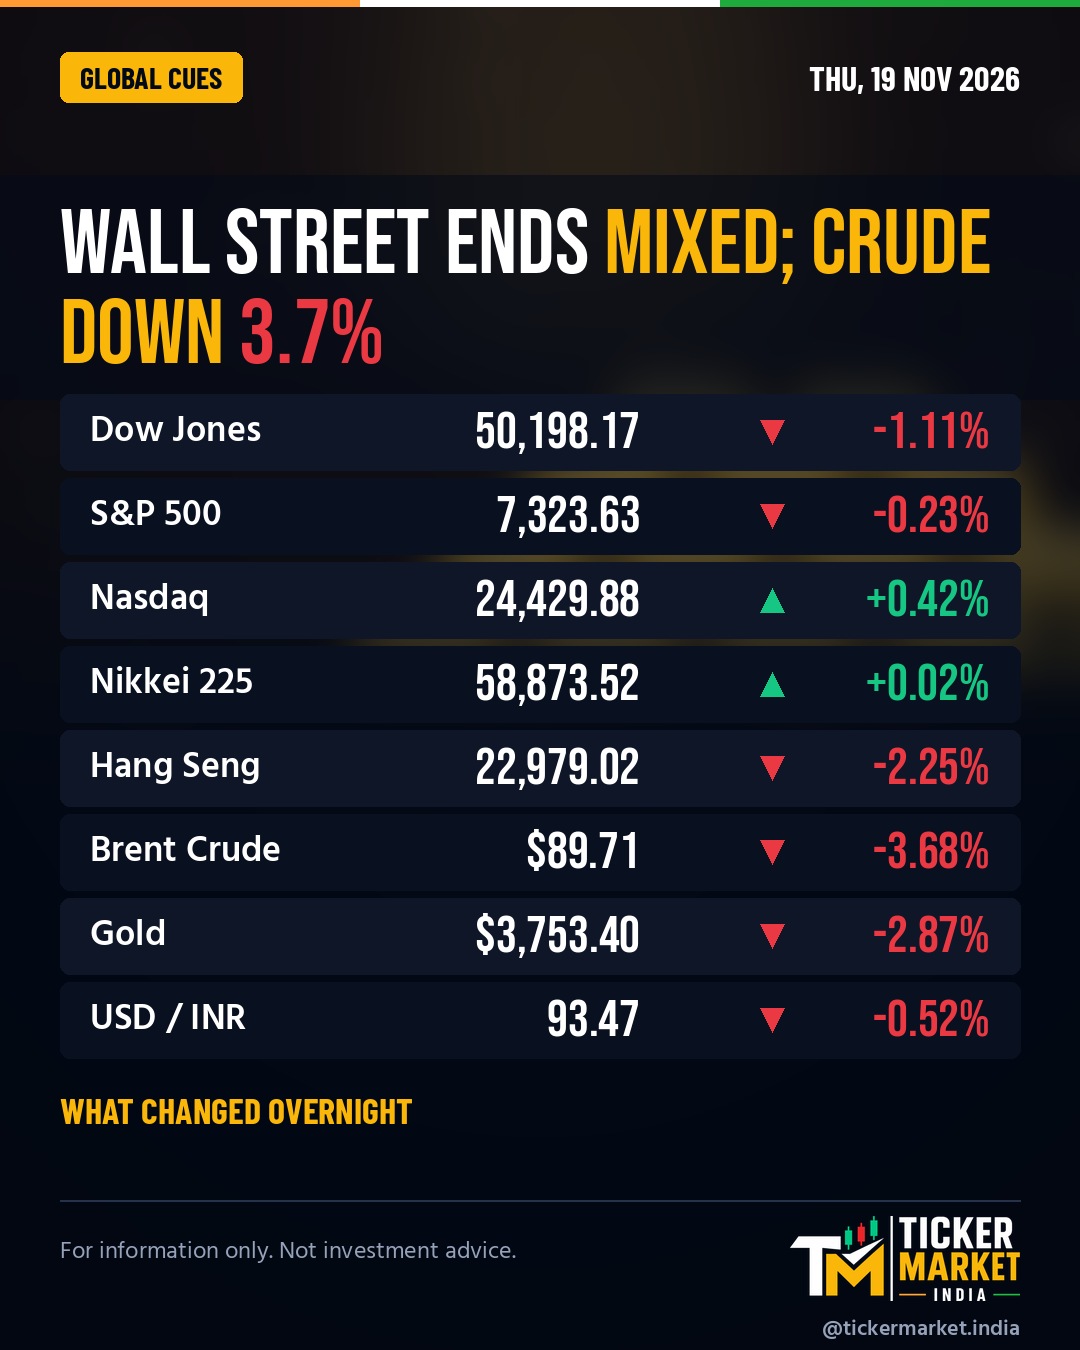 GLOBAL CUES
THU, 19 NOV 2026
WALL STREET ENDS MIXED; CRUDE
DOWN 3.7%
Dow Jones 50,198.17 ▼ -1.11%
S&P 500 7,323.63 ▼ -0.23%
Nasdaq 24,429.88 ▲ +0.42%
Nikkei 225 58,873.52 ▲ +0.02%
Hang Seng 22,979.02 ▼ -2.25%
Brent Crude $89.71 ▼ -3.68%
Gold $3,753.40 ▼ -2.87%
USD / INR 93.47 ▼ -0.52%
WHAT CHANGED OVERNIGHT
For information only. Not investment advice.
TM TICKER
MARKET
INDIA
@tickermarket.india